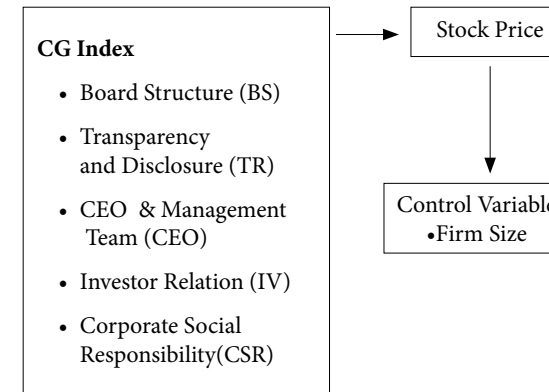 CG Index
• Board Structure (BS)
• Transparency
and Disclosure (TR)
• CEO & Management
Team (CEO)
• Investor Relation (IV)
• Corporate Social
Responsibility(CSR)
Stock Price
Control Variable
•Firm Size